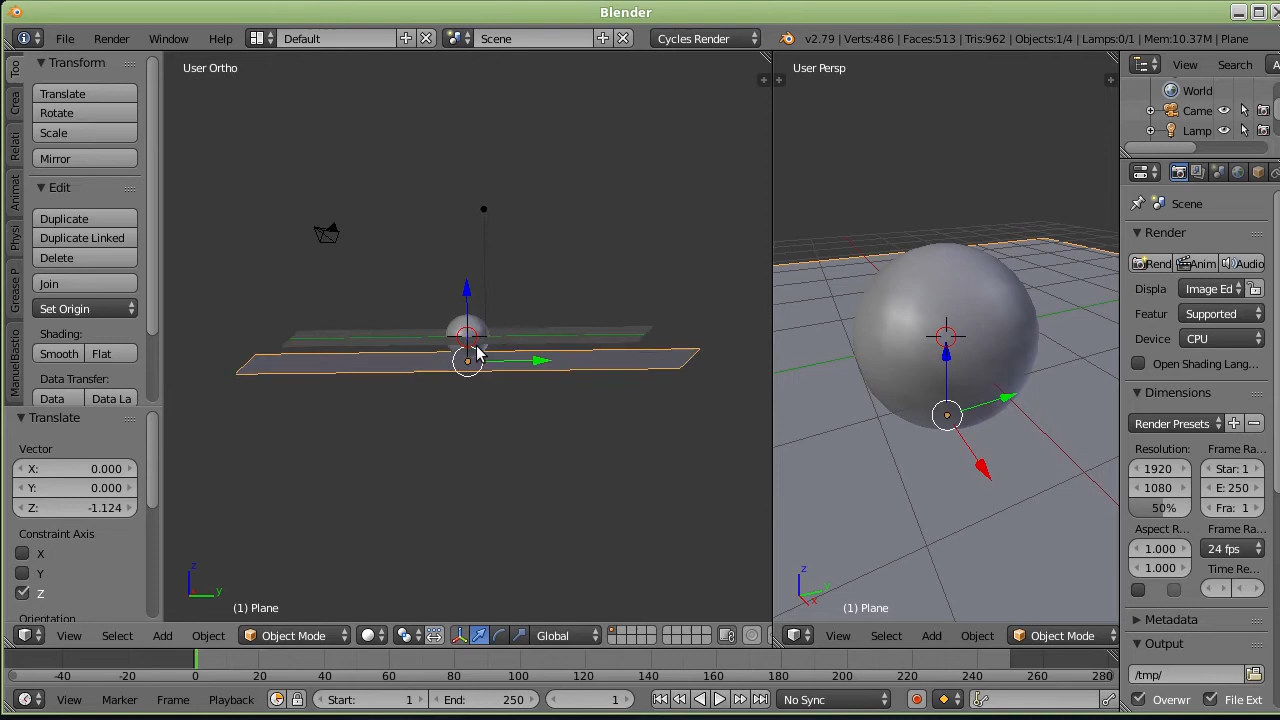 Blender
File Render Window Help Default Scene Cycles Render v2.79 | Verts:486 | Faces:513 | Tris:962 | Objects:1/4 | Lamps:0/1 | Mem:10.37M | Plane
Too
Crea
Relati
Animat
Physi
Grease P
ManuelBastio
Transform
Translate
Rotate
Scale
Mirror
Edit
Duplicate
Duplicate Linked
Delete
Join
Set Origin
Shading:
Smooth Flat
Data Transfer:
Data Data La
Translate
Vector
X: 0.000
Y: 0.000
Z: -1.124
Constraint Axis
X
Y
Z
Orientation
User Ortho
z
y
(1) Plane
View Select Add Object Object Mode Global
User Persp
z
y
x
(1) Plane
View Select Add Object Object Mode
View Search A
World
Came
Lamp
Scene
Render
Rend Anim Audio
Displa Image Ed
Featur Supported
Device CPU
Open Shading Lang...
Dimensions
Render Presets
Resolution: Frame Ra...
1920 Star: 1
1080 E: 250
50% Fra: 1
Aspect R... Frame Ra...
1.000 24 fps
1.000 Time Re...
Metadata
Output
/tmp/
Overwr File Ext
-40 -20 0 20 40 60 80 100 120 140 160 180 200 220 240 260 280
View Marker Frame Playback Start: 1 End: 250 1 No Sync